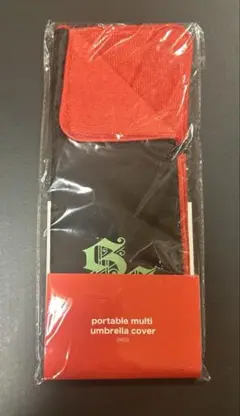 S
portable multi
umbrella cover